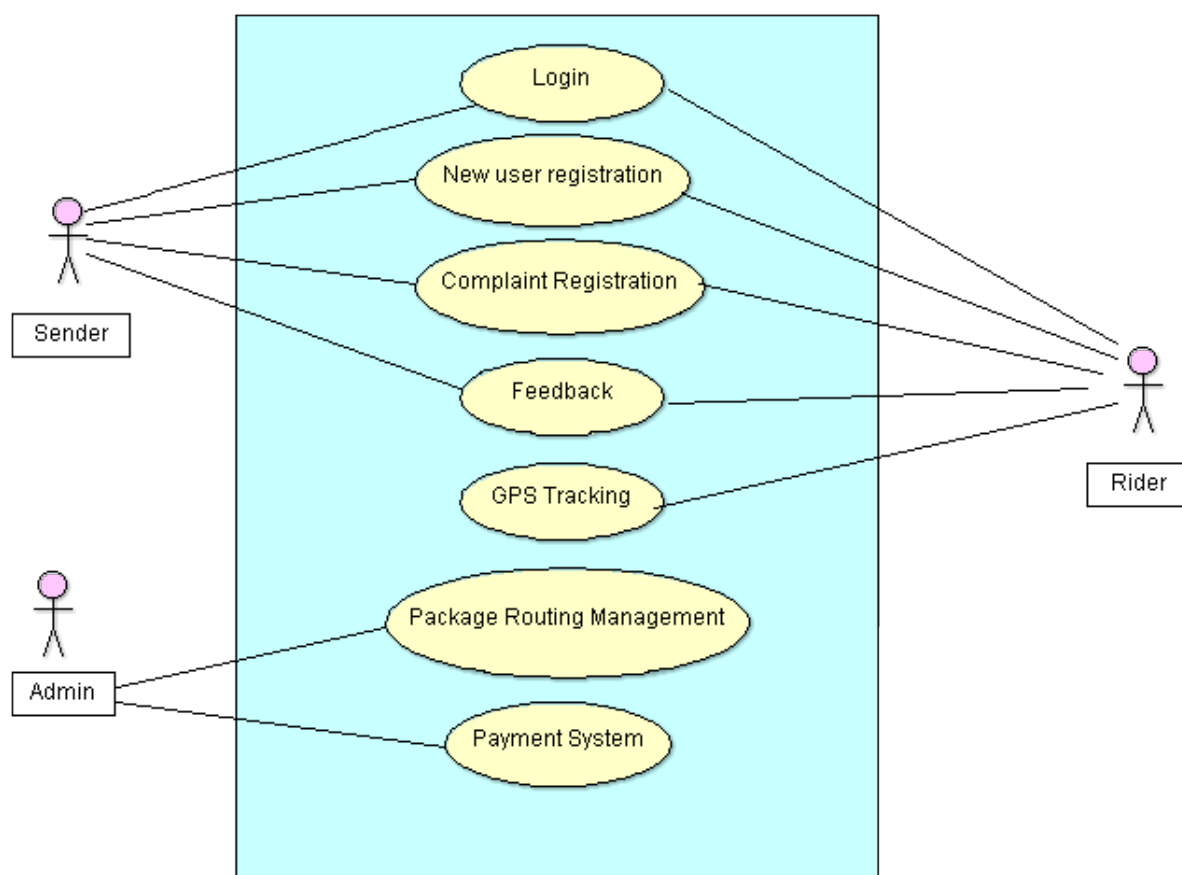 Login
New user registration
Complaint Registration
Sender
Feedback
GPS Tracking
Rider
Package Routing Management
Admin
Payment System